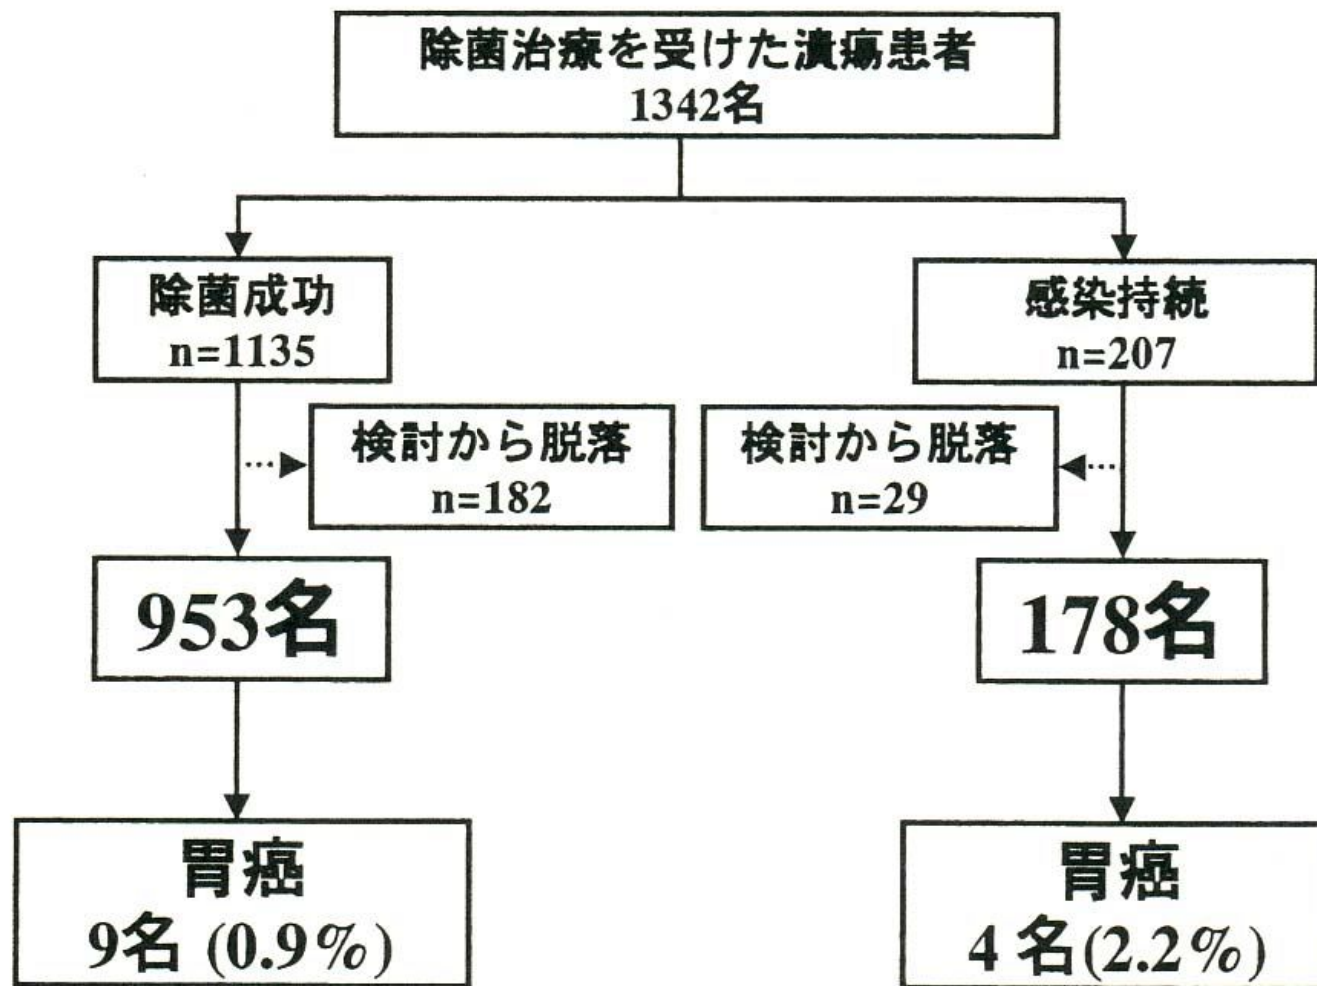 除菌治療を受けた潰瘍患者
1342名
除菌成功
n=1135
感染持続
n=207
検討から脱落
n=182
検討から脱落
n=29
953名
178名
胃癌
9名 (0.9%)
胃癌
4 名(2.2%)